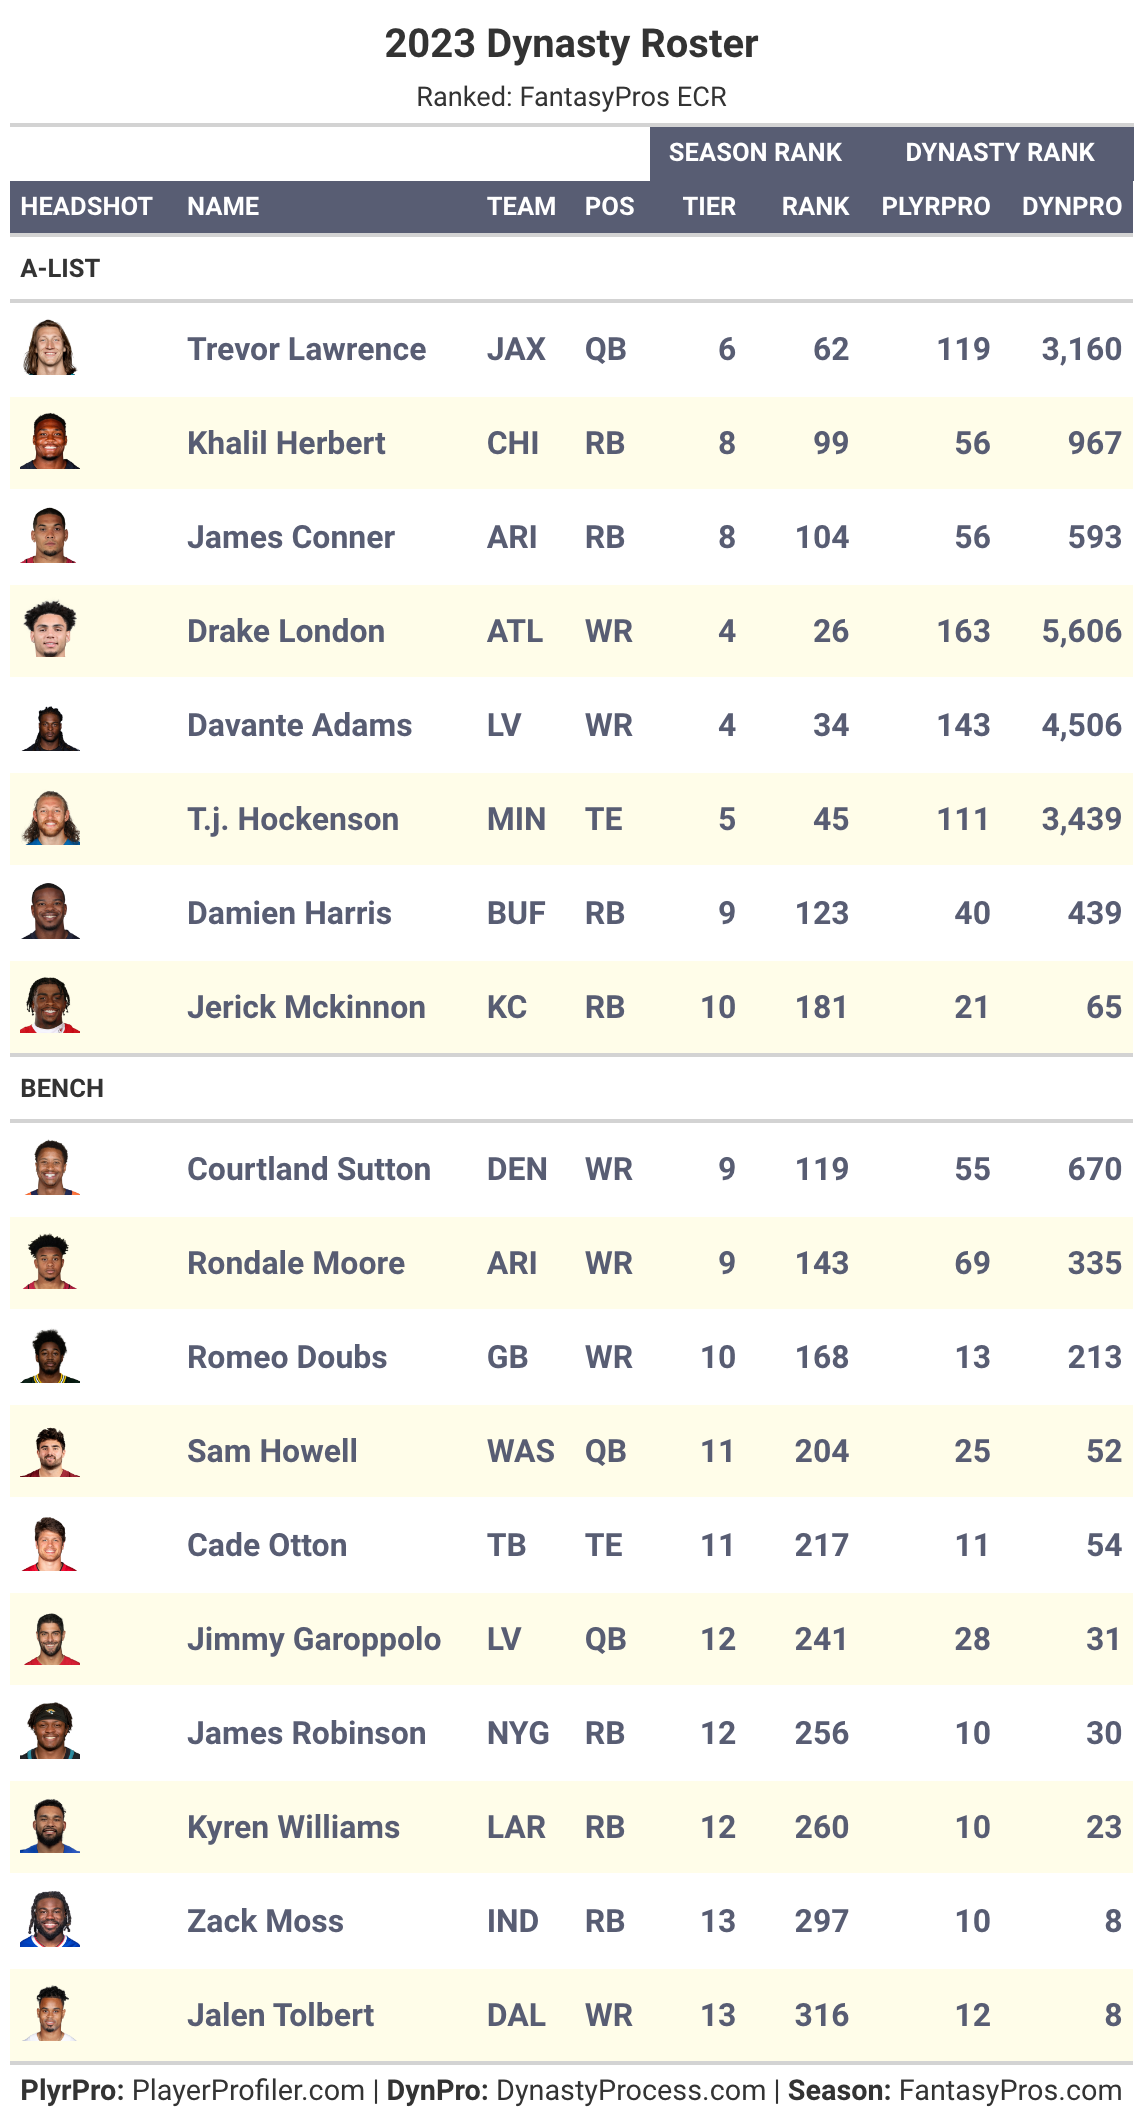 2023 Dynasty Roster
Ranked: FantasyPros ECR
SEASON RANK DYNASTY RANK
HEADSHOT NAME TEAM POS TIER RANK PLYRPRO DYNPRO
A-LIST
Trevor Lawrence JAX QB 6 62 119 3,160
Khalil Herbert CHI RB 8 99 56 967
James Conner ARI RB 8 104 56 593
Drake London ATL WR 4 26 163 5,606
Davante Adams LV WR 4 34 143 4,506
T.j. Hockenson MIN TE 5 45 111 3,439
Damien Harris BUF RB 9 123 40 439
Jerick Mckinnon KC RB 10 181 21 65
BENCH
Courtland Sutton DEN WR 9 119 55 670
Rondale Moore ARI WR 9 143 69 335
Romeo Doubs GB WR 10 168 13 213
Sam Howell WAS QB 11 204 25 52
Cade Otton TB TE 11 217 11 54
Jimmy Garoppolo LV QB 12 241 28 31
James Robinson NYG RB 12 256 10 30
Kyren Williams LAR RB 12 260 10 23
Zack Moss IND RB 13 297 10 8
Jalen Tolbert DAL WR 13 316 12 8
PlyrPro: PlayerProfiler.com | DynPro: DynastyProcess.com | Season: FantasyPros.com